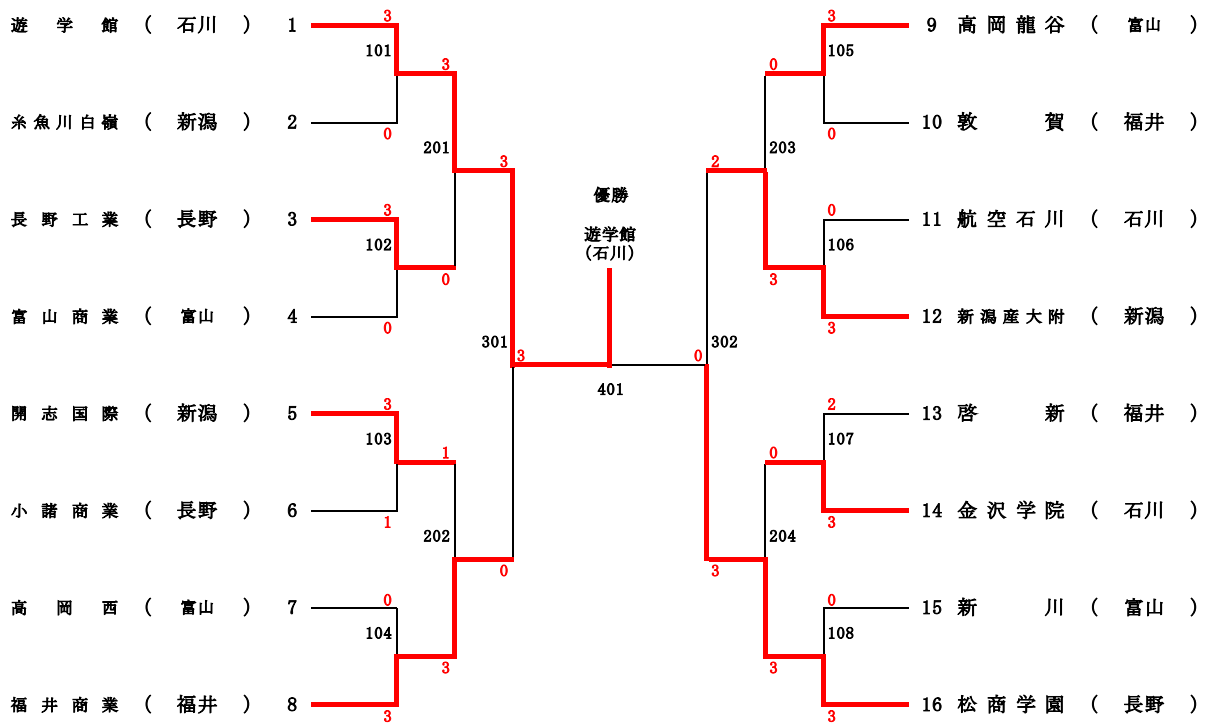 3
遊学館 ( 石川 ) 1
101
3
糸魚川白嶺 ( 新潟 ) 2
0
201
3
3
長野工業 ( 長野 ) 3
102
0
富山商業 ( 富山 ) 4
0
301
3
3
開志国際 ( 新潟 ) 5
103
1
小諸商業 ( 長野 ) 6
1
202
0
0
高岡西 ( 富山 ) 7
104
3
福井商業 ( 福井 ) 8
3
優勝
遊学館
(石川)
401
3
9 高岡龍谷 ( 富山 )
105
0
10 敦賀 ( 福井 )
0
203
2
0
11 航空石川 ( 石川 )
106
3
12 新潟産大附 ( 新潟 )
3
302
0
2
13 啓新 ( 福井 )
107
0
14 金沢学院 ( 石川 )
3
204
3
0
15 新川 ( 富山 )
108
3
16 松商学園 ( 長野 )
3